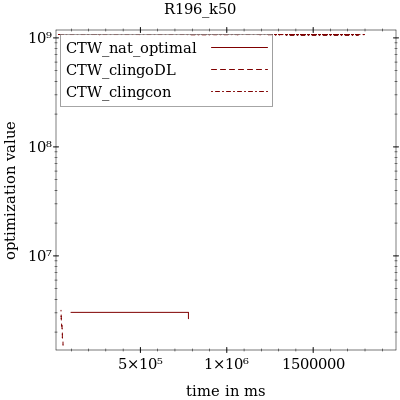 R196_k50
10⁹
CTW_nat_optimal
CTW_clingoDL
CTW_clingcon
10⁸
10⁷
optimization value
5×10⁵ 1×10⁶ 1500000
time in ms